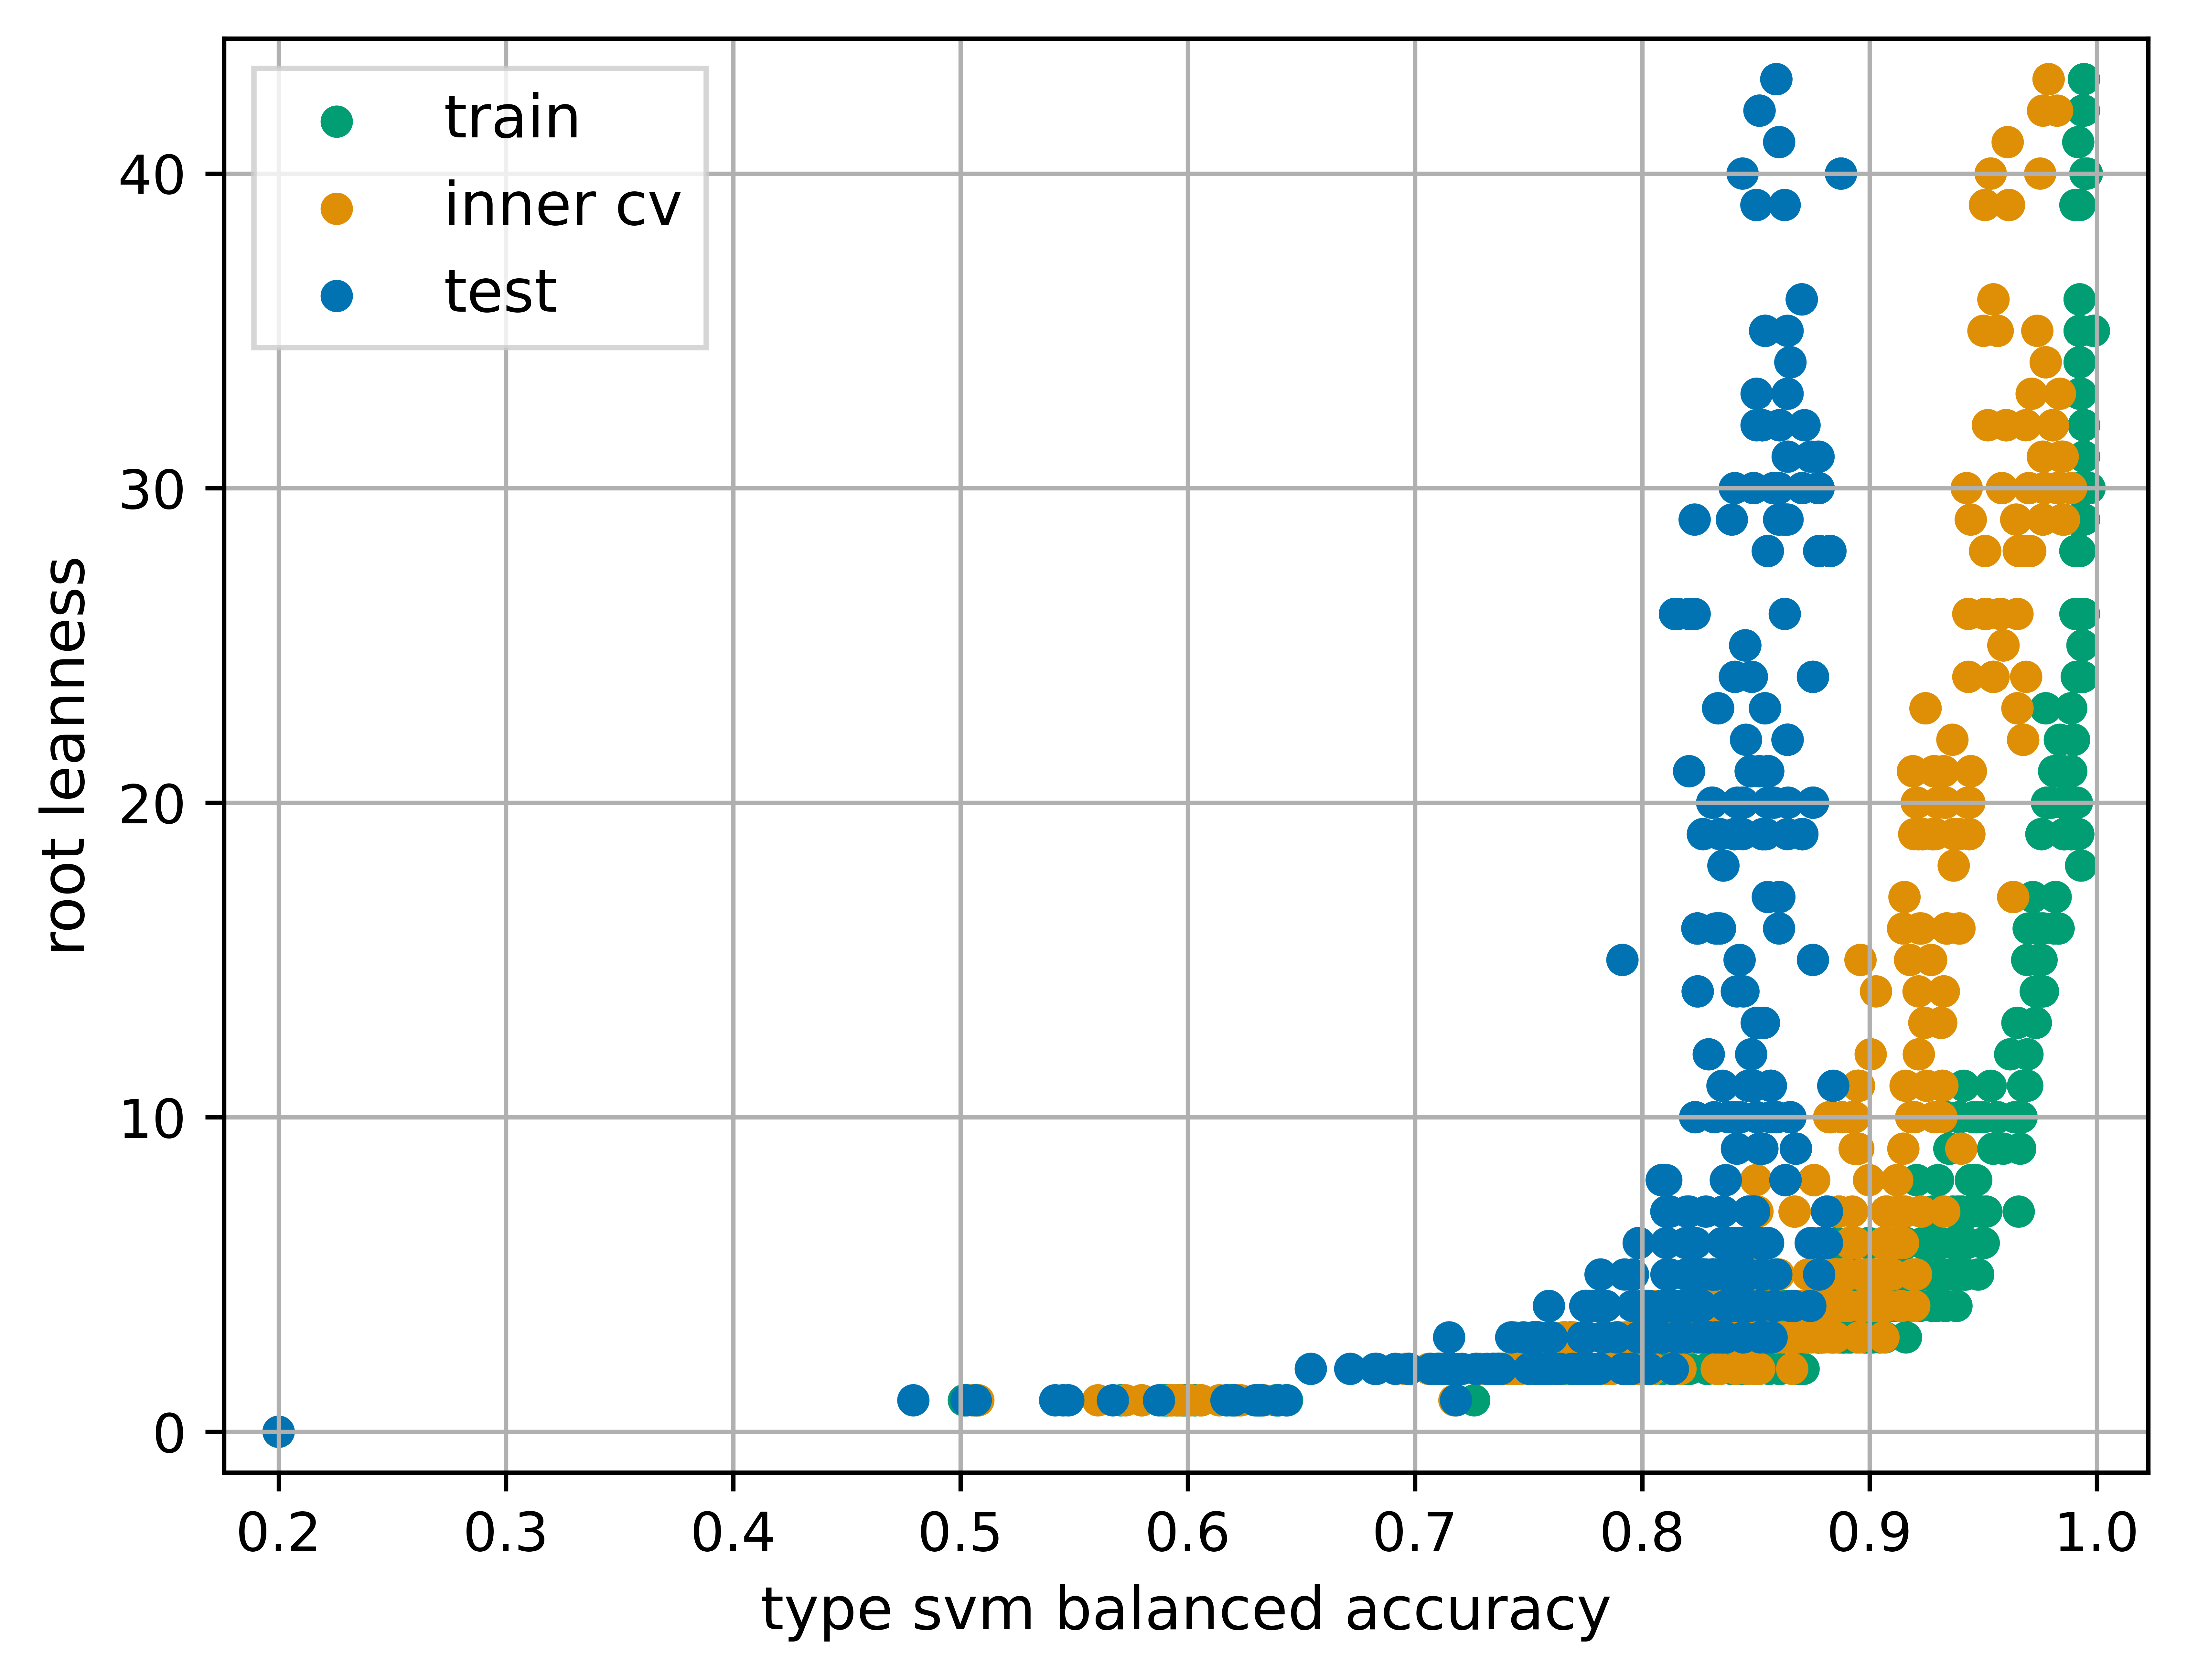 train
inner cv
test
40
30
20
10
0
root leanness
0.2 0.3 0.4 0.5 0.6 0.7 0.8 0.9 1.0
type svm balanced accuracy